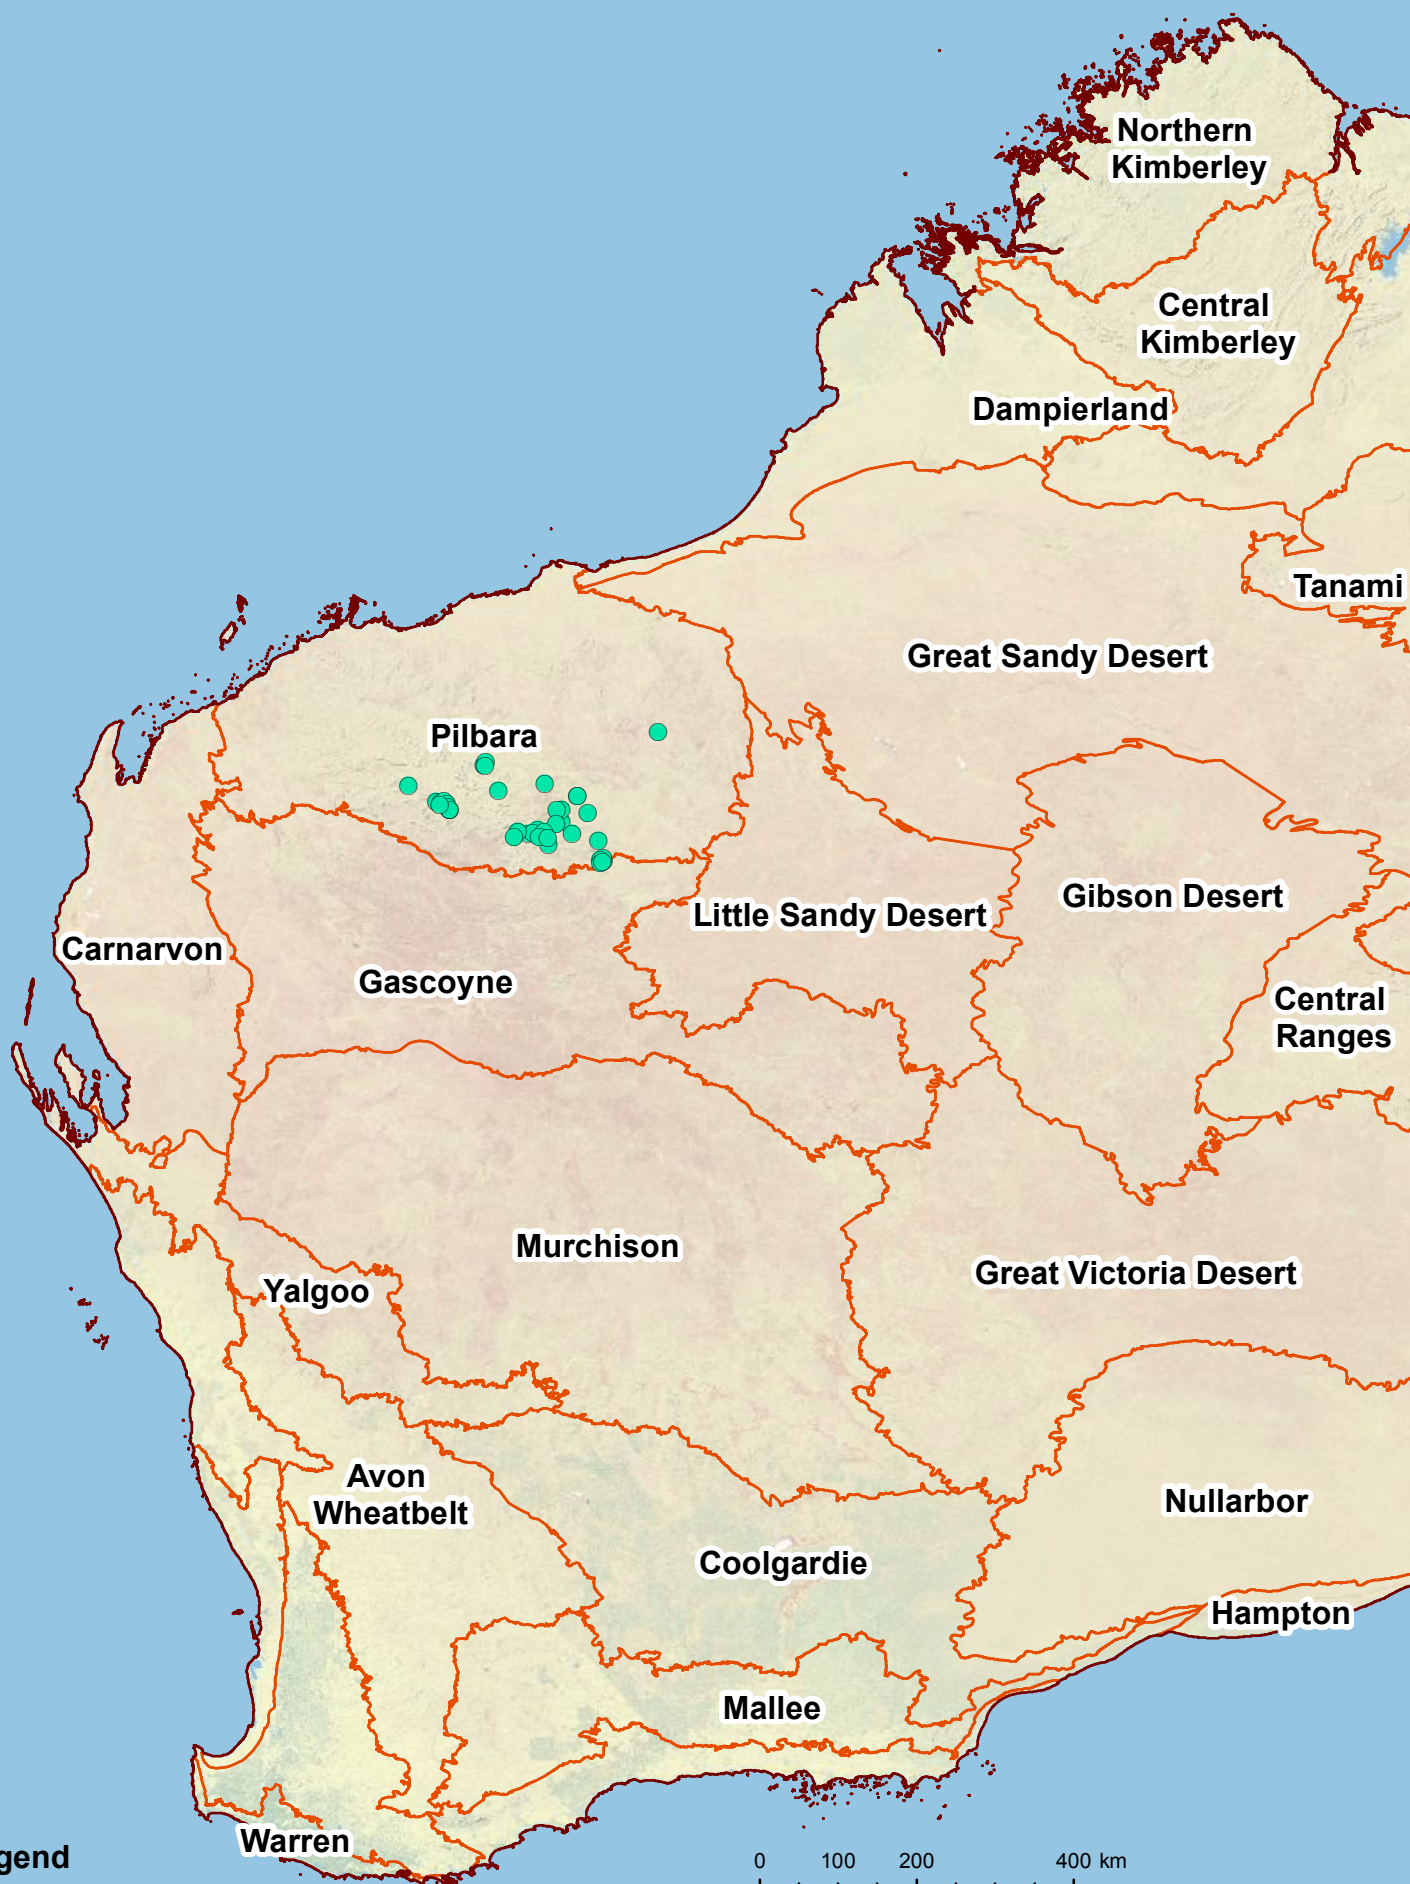 Northern
Kimberley
Central
Kimberley
Dampierland
Tanami
Great Sandy Desert
Pilbara
Gibson Desert
Little Sandy Desert
Carnarvon
Gascoyne
Central
Ranges
Murchison
Great Victoria Desert
Yalgoo
Avon
Wheatbelt
Nullarbor
Coolgardie
Hampton
Mallee
Warren
gend
0 100 200 400 km